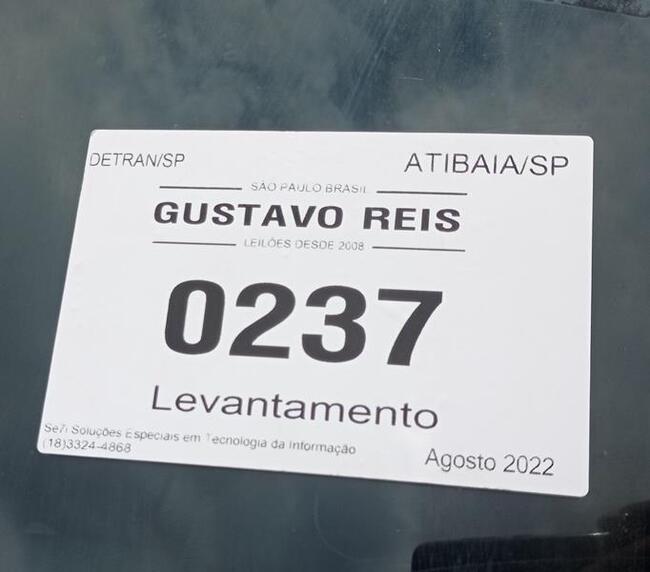 DETRAN/SP
ATIBAIA/SP
SÃO PAULO BRASIL
GUSTAVO REIS
LEILÕES DESDE 2008
0237
Levantamento
Se7i Soluções Especiais em Tecnologia da Informação
(18)3324-4868
Agosto 2022